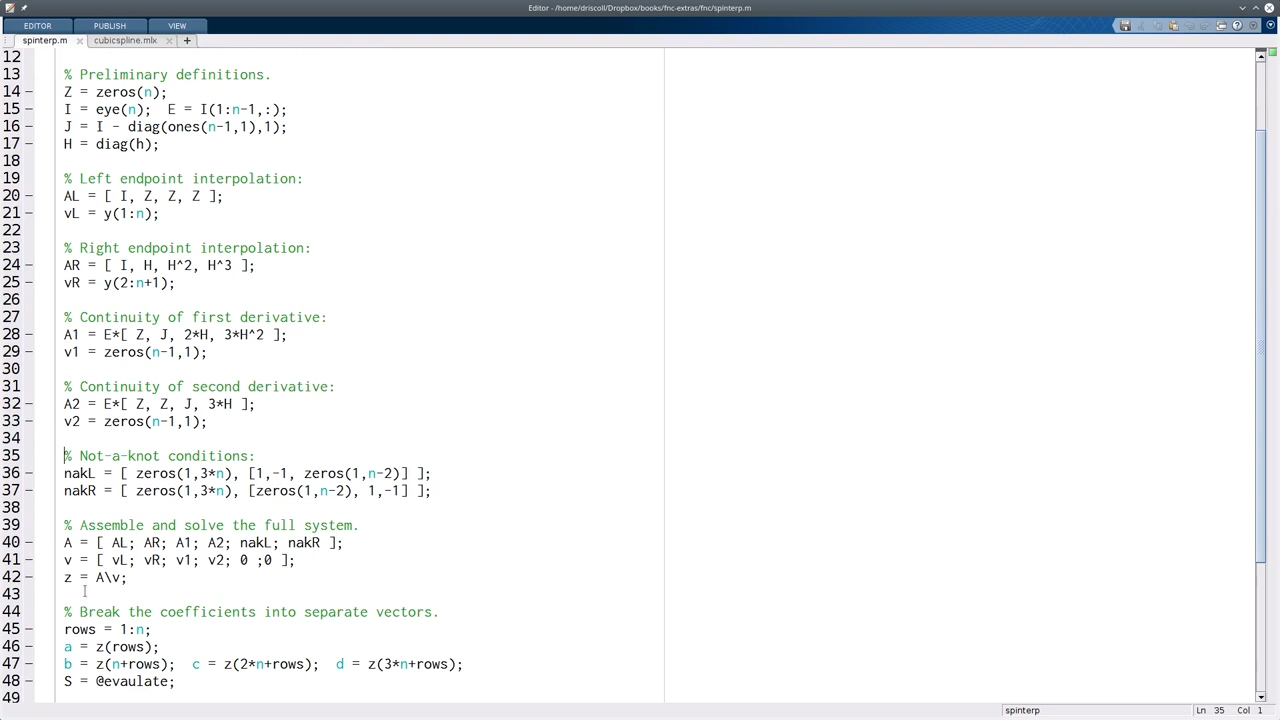 Editor - /home/driscoll/Dropbox/books/fnc-extras/fnc/spinterp.m
EDITOR PUBLISH VIEW
spinterp.m cubicspline.mlx
12
13 % Preliminary definitions.
14 Z = zeros(n);
15 I = eye(n);  E = I(1:n-1,:);
16 J = I - diag(ones(n-1,1),1);
17 H = diag(h);
18
19 % Left endpoint interpolation:
20 AL = [ I, Z, Z, Z ];
21 vL = y(1:n);
22
23 % Right endpoint interpolation:
24 AR = [ I, H, H^2, H^3 ];
25 vR = y(2:n+1);
26
27 % Continuity of first derivative:
28 A1 = E*[ Z, J, 2*H, 3*H^2 ];
29 v1 = zeros(n-1,1);
30
31 % Continuity of second derivative:
32 A2 = E*[ Z, Z, J, 3*H ];
33 v2 = zeros(n-1,1);
34
35 % Not-a-knot conditions:
36 nakL = [ zeros(1,3*n), [1,-1, zeros(1,n-2)] ];
37 nakR = [ zeros(1,3*n), [zeros(1,n-2), 1,-1] ];
38
39 % Assemble and solve the full system.
40 A = [ AL; AR; A1; A2; nakL; nakR ];
41 v = [ vL; vR; v1; v2; 0 ;0 ];
42 z = A\v;
43
44 % Break the coefficients into separate vectors.
45 rows = 1:n;
46 a = z(rows);
47 b = z(n+rows);  c = z(2*n+rows);  d = z(3*n+rows);
48 S = @evaulate;
49
spinterp Ln 35 Col 1